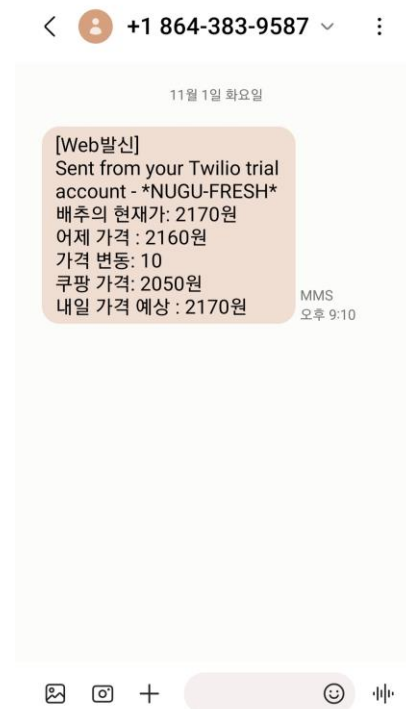 +1 864-383-9587
11월 1일 화요일
[Web발신]
Sent from your Twilio trial
account - *NUGU-FRESH*
배추의 현재가: 2170원
어제 가격 : 2160원
가격 변동: 10
쿠팡 가격: 2050원
내일 가격 예상 : 2170원
MMS
오후 9:10